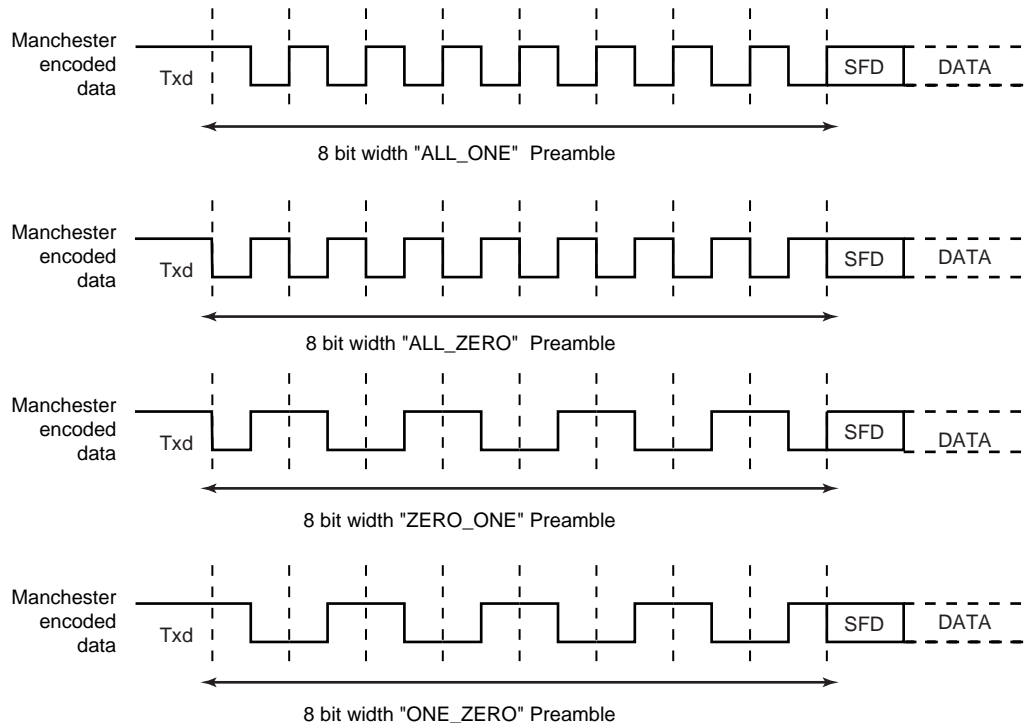 Manchester
encoded
data
Txd
SFD
DATA
8 bit width "ALL_ONE" Preamble
Manchester
encoded
data
Txd
SFD
DATA
8 bit width "ALL_ZERO" Preamble
Manchester
encoded
data
Txd
SFD
DATA
8 bit width "ZERO_ONE" Preamble
Manchester
encoded
data
Txd
SFD
DATA
8 bit width "ONE_ZERO" Preamble